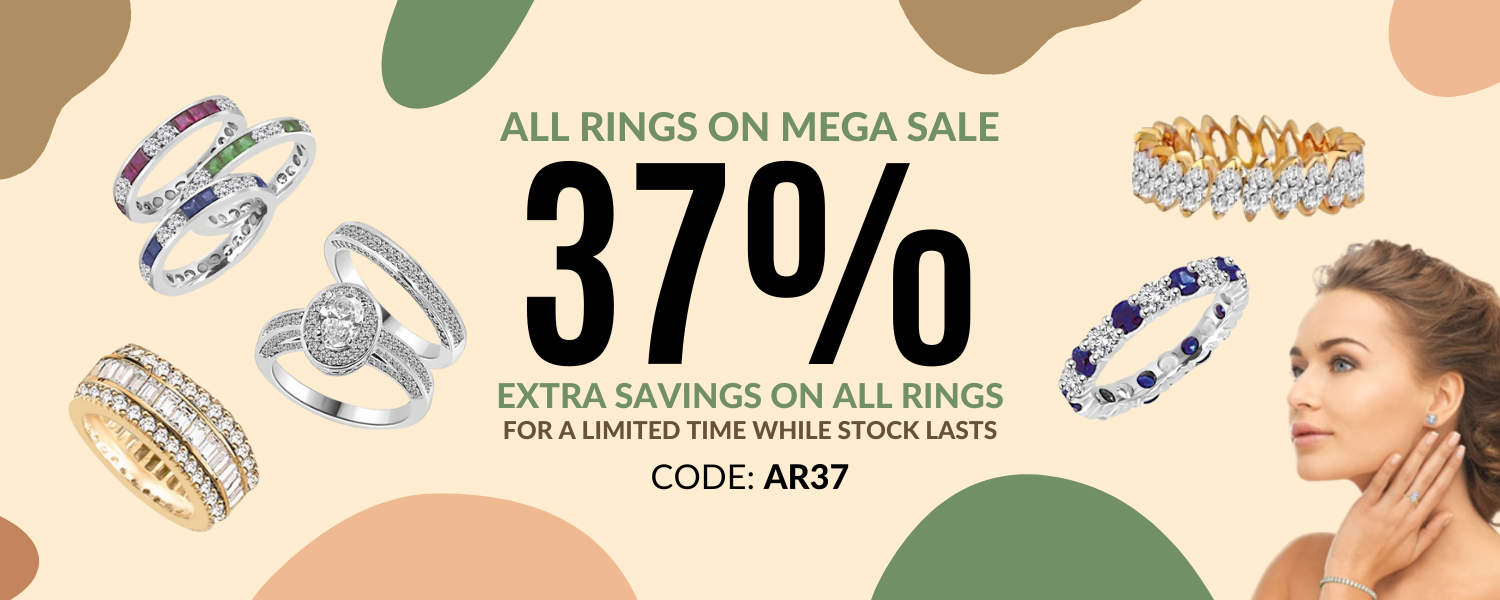 ALL RINGS ON MEGA SALE
37%
EXTRA SAVINGS ON ALL RINGS
FOR A LIMITED TIME WHILE STOCK LASTS
CODE: AR37